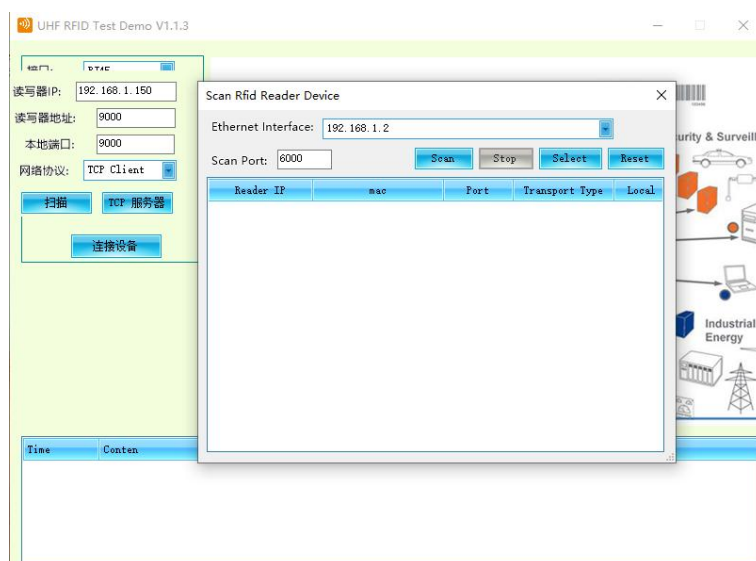 UHF RFID Test Demo V1.1.3
读写器IP: 192.168.1.150
读写器地址: 9000
本地端口: 9000
网络协议: TCP Client
扫描 TCP 服务器
连接设备
Scan Rfid Reader Device
Ethernet Interface: 192.168.1.2
Scan Port: 6000 Scan Stop Select Reset
Reader IP mac Port Transport Type Local
urity & Surveil
Industrial
Energy
Time Conten